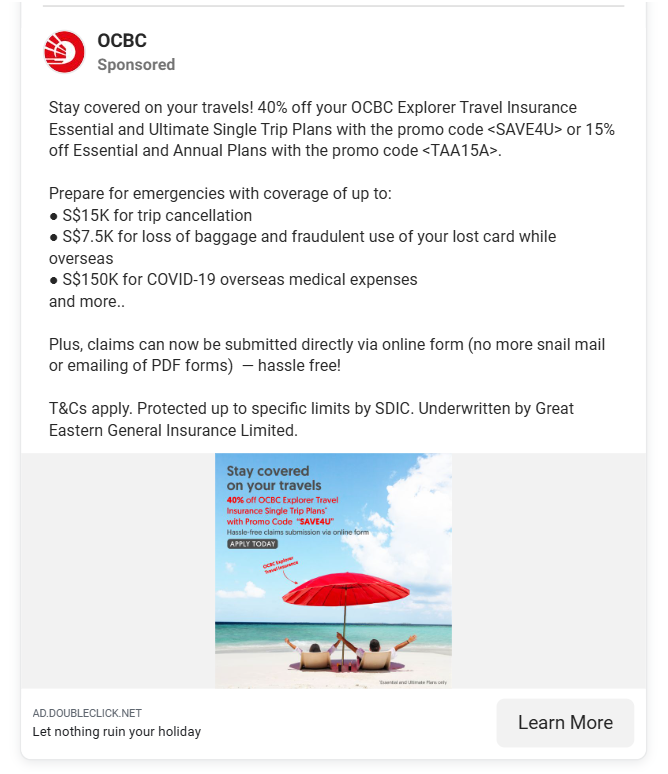 OCBC
Sponsored
Stay covered on your travels! 40% off your OCBC Explorer Travel Insurance
Essential and Ultimate Single Trip Plans with the promo code <SAVE4U> or 15%
off Essential and Annual Plans with the promo code <TAA15A>.
Prepare for emergencies with coverage of up to:
● S$15K for trip cancellation
● S$7.5K for loss of baggage and fraudulent use of your lost card while
overseas
● S$150K for COVID-19 overseas medical expenses
and more..
Plus, claims can now be submitted directly via online form (no more snail mail
or emailing of PDF forms) — hassle free!
T&Cs apply. Protected up to specific limits by SDIC. Underwritten by Great
Eastern General Insurance Limited.
Stay covered
on your travels
40% off OCBC Explorer Travel
Insurance Single Trip Plans*
with Promo Code "SAVE4U"
Hassle-free claims submission via online form
APPLY TODAY
OCBC Explorer
Travel Insurance
*Essential and Ultimate Plans only
AD.DOUBLECLICK.NET
Let nothing ruin your holiday
Learn More